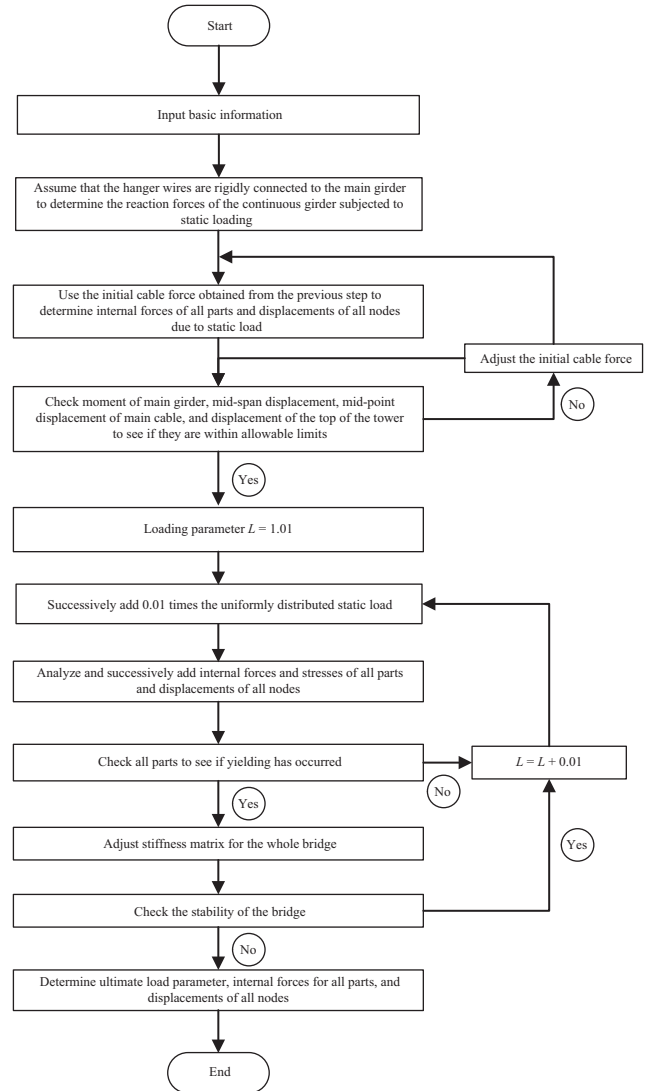 Start
Input basic information
Assume that the hanger wires are rigidly connected to the main girder
to determine the reaction forces of the continuous girder subjected to
static loading
Use the initial cable force obtained from the previous step to
determine internal forces of all parts and displacements of all nodes
due to static load
Adjust the initial cable force
Check moment of main girder, mid-span displacement, mid-point
displacement of main cable, and displacement of the top of the tower
to see if they are within allowable limits
No
Yes
Loading parameter L = 1.01
Successively add 0.01 times the uniformly distributed static load
Analyze and successively add internal forces and stresses of all parts
and displacements of all nodes
Check all parts to see if yielding has occurred
L = L + 0.01
No
Yes
Adjust stiffness matrix for the whole bridge
Yes
Check the stability of the bridge
No
Determine ultimate load parameter, internal forces for all parts, and
displacements of all nodes
End